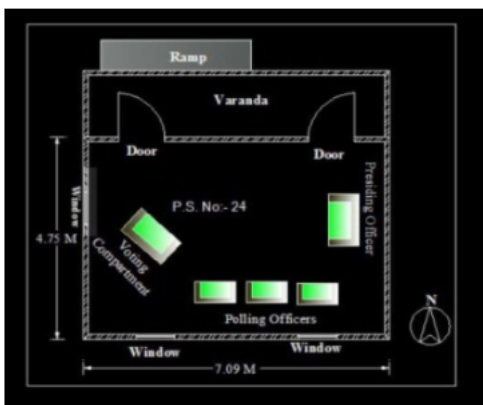 Ramp
Varanda
Door
Door
P.S. No:- 24
Presiding Officer
Window
4.75 M
Voting
Compartment
Polling Officers
N
Window
Window
7.09 M